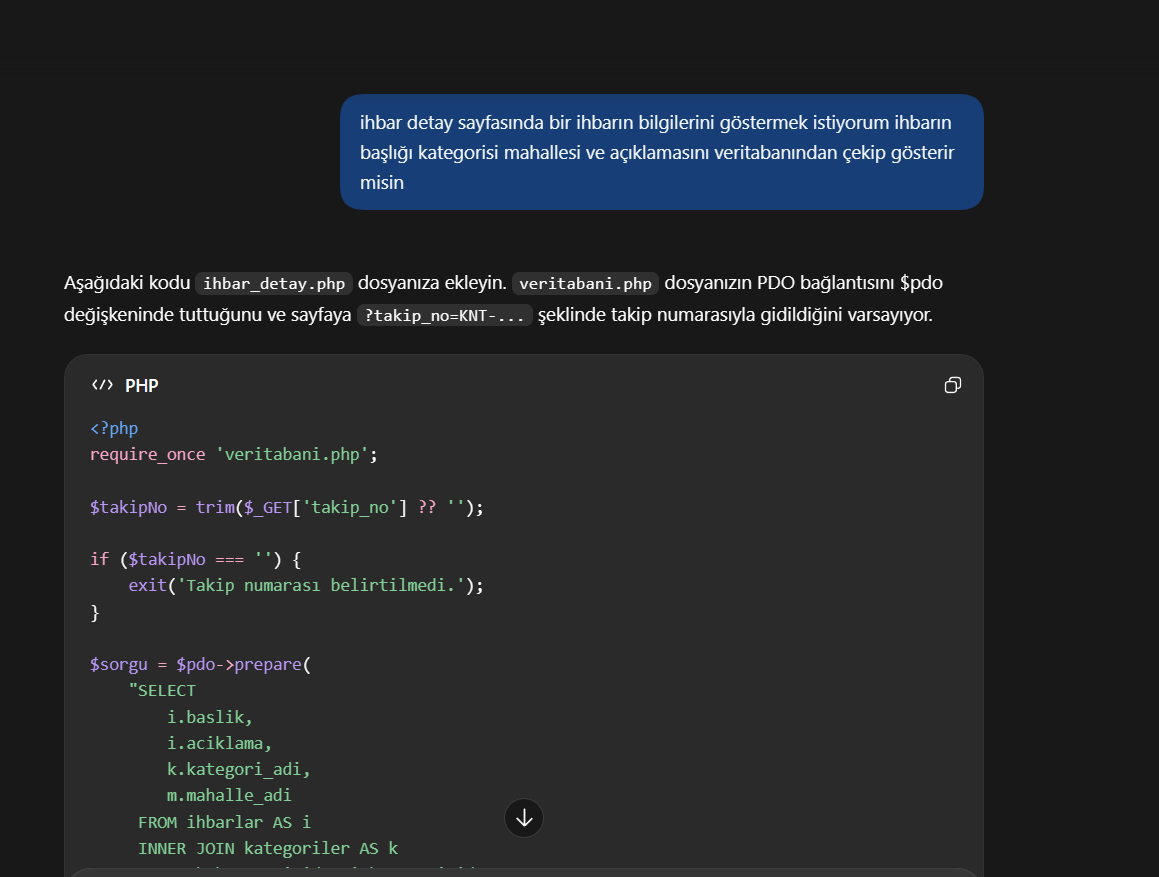 ihbar detay sayfasında bir ihbarın bilgilerini göstermek istiyorum ihbarın
başlığı kategorisi mahallesi ve açıklamasını veritabanından çekip gösterir
misin
Aşağıdaki kodu ihbar_detay.php dosyanıza ekleyin. veritabani.php dosyanızın PDO bağlantısını $pdo
değişkeninde tuttuğunu ve sayfaya ?takip_no=KNT-... şeklinde takip numarasıyla gidildiğini varsayıyor.
</> PHP
<?php
require_once 'veritabani.php';
$takipNo = trim($_GET['takip_no'] ?? '');
if ($takipNo === '') {
    exit('Takip numarası belirtilmedi.');
}
$sorgu = $pdo->prepare(
    "SELECT
        i.baslik,
        i.aciklama,
        k.kategori_adi,
        m.mahalle_adi
     FROM ihbarlar AS i
     INNER JOIN kategoriler AS k